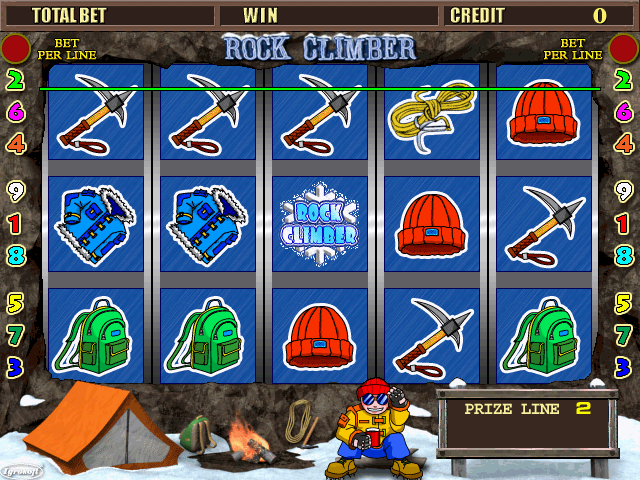 TOTAL BET WIN CREDIT 0
ROCK CLIMBER
BET
PER LINE
BET
PER LINE
2 2
6 6
4 4
9 9
1 1
8 8
ROCK
CLIMBER
5 5
7 7
3 3
PRIZE LINE 2
Igrosoft